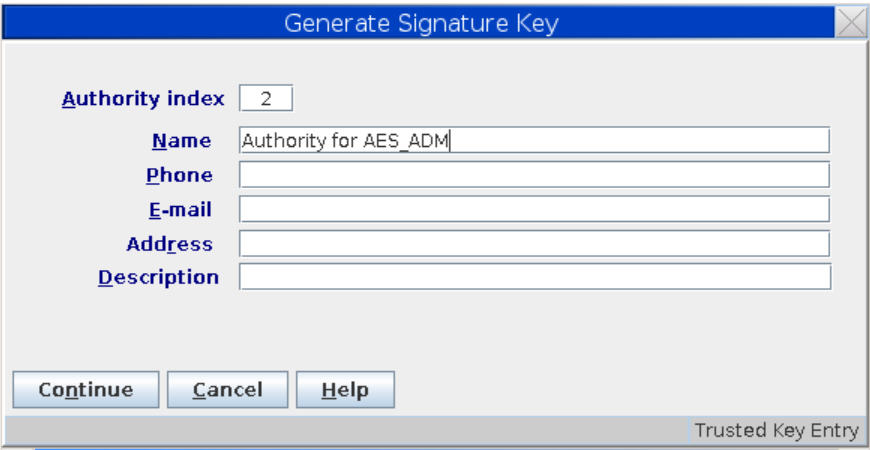 Generate Signature Key
Authority index 2
Name Authority for AES_ADM
Phone
E-mail
Address
Description
Continue Cancel Help
Trusted Key Entry